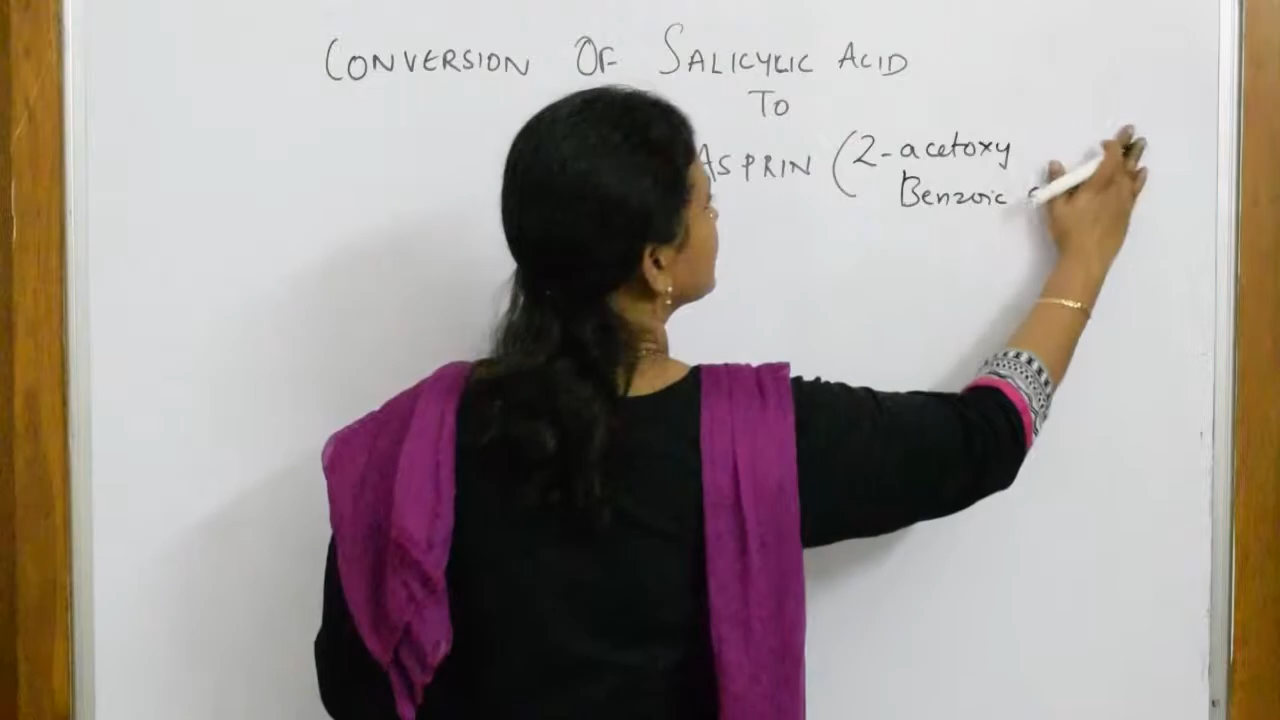 CONVERSION OF SALICYLIC ACID
TO
ASPRIN (2-acetoxy
Benzoic